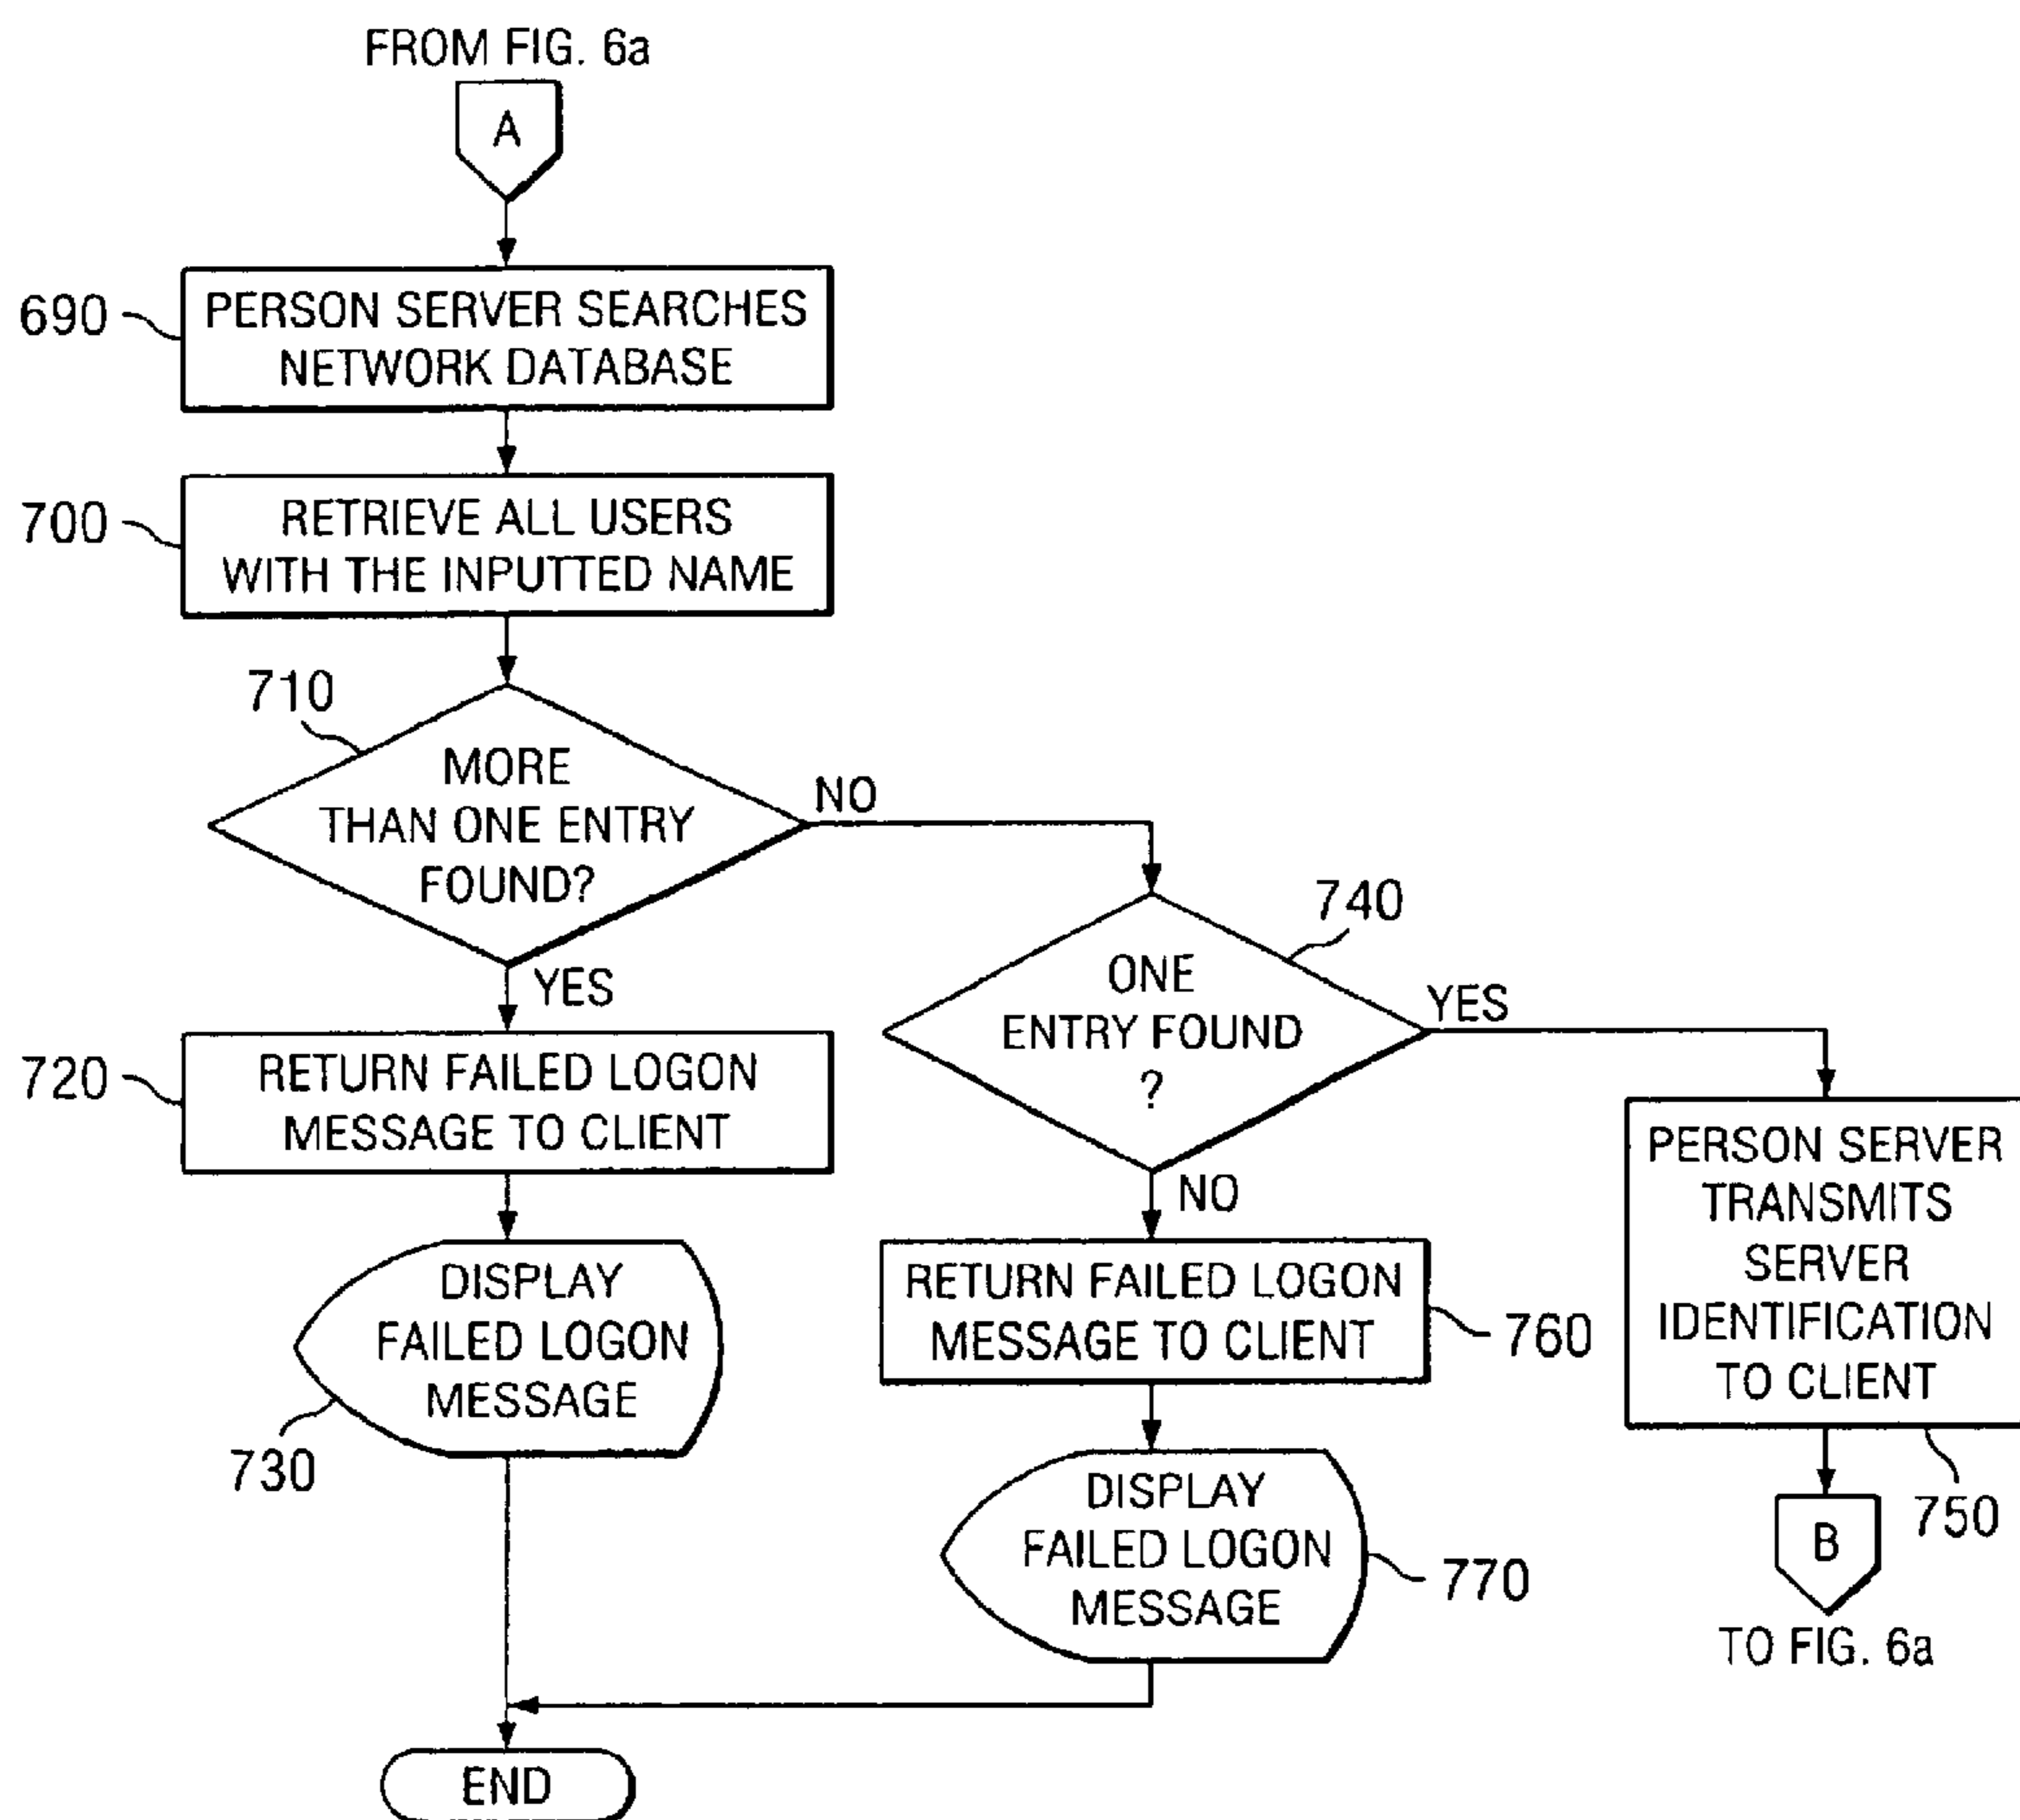 FROM FIG. 6a
A
690
PERSON SERVER SEARCHES
NETWORK DATABASE
700
RETRIEVE ALL USERS
WITH THE INPUTTED NAME
710
MORE
THAN ONE ENTRY
FOUND?
NO
YES
740
ONE
ENTRY FOUND
?
YES
NO
720
RETURN FAILED LOGON
MESSAGE TO CLIENT
PERSON SERVER
TRANSMITS
SERVER
IDENTIFICATION
TO CLIENT
750
DISPLAY
FAILED LOGON
MESSAGE
730
RETURN FAILED LOGON
MESSAGE TO CLIENT
760
DISPLAY
FAILED LOGON
MESSAGE
770
B
TO FIG. 6a
END